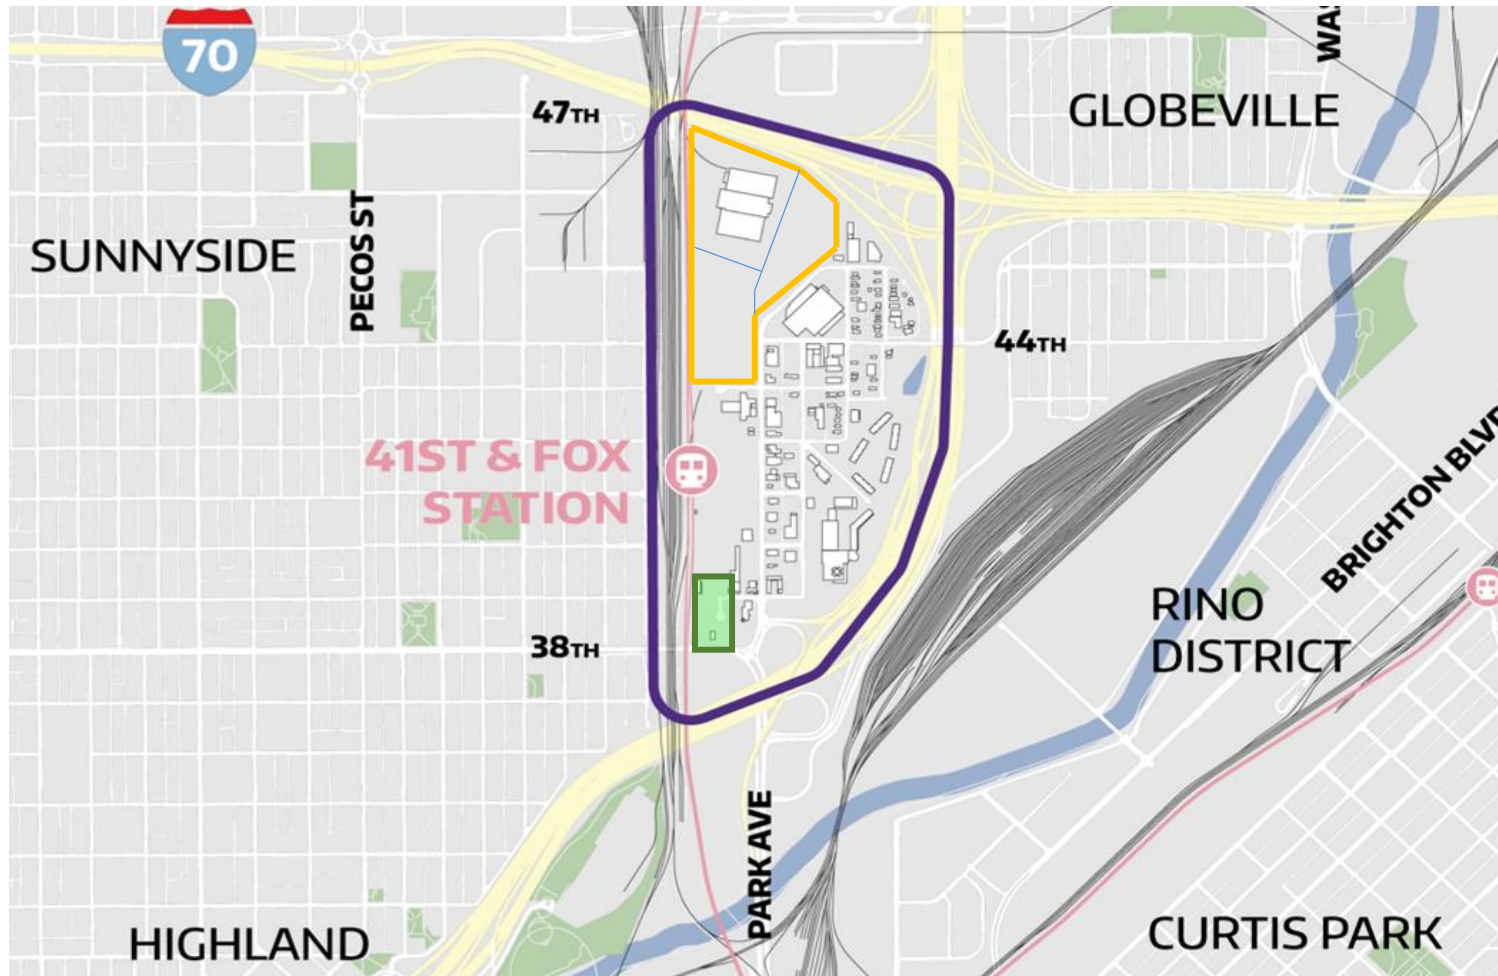 WAS
70
GLOBEVILLE
47TH
SUNNYSIDE
PECOS ST
44TH
41ST & FOX
STATION
BRIGHTON BLVD
RINO
DISTRICT
38TH
PARK AVE
HIGHLAND
CURTIS PARK